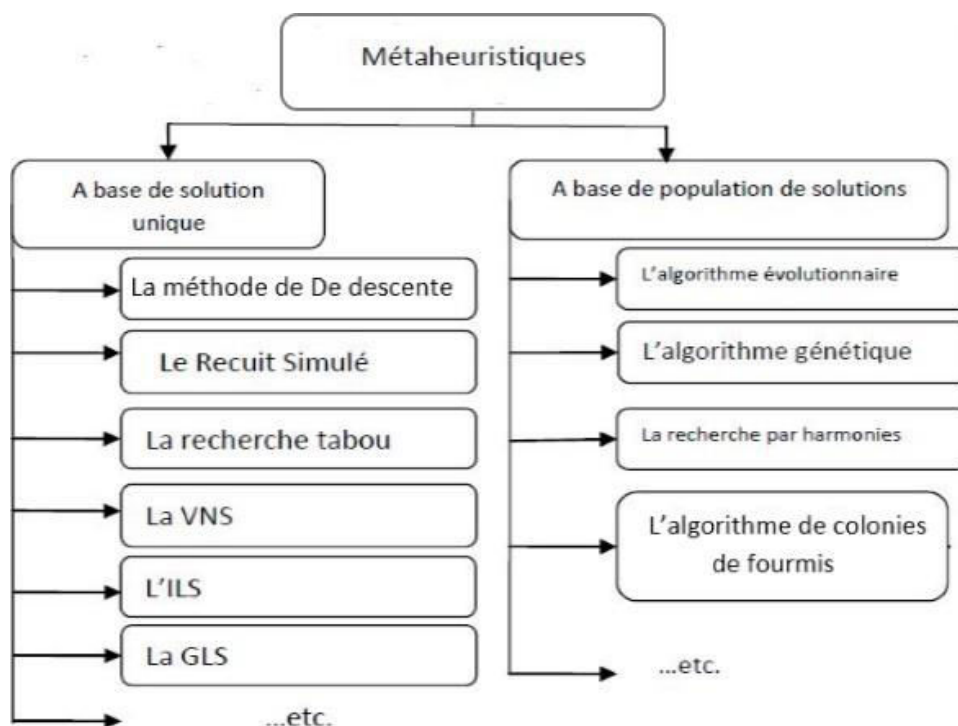 Métaheuristiques
A base de solution
unique
La méthode de De descente
Le Recuit Simulé
La recherche tabou
La VNS
L'ILS
La GLS
...etc.
A base de population de solutions
L'algorithme évolutionnaire
L'algorithme génétique
La recherche par harmonies
L'algorithme de colonies
de fourmis
...etc.